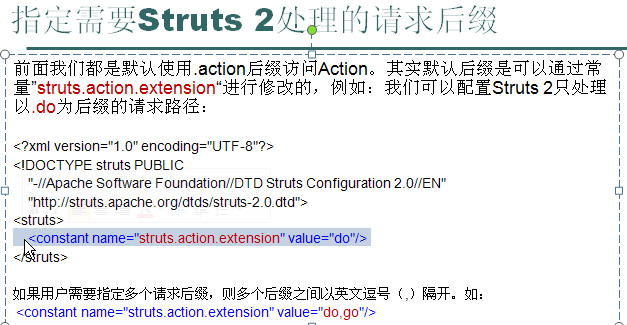 指定需要Struts 2处理的请求后缀
前面我们都是默认使用.action后缀访问Action。其实默认后缀是可以通过常
量”struts.action.extension“进行修改的，例如：我们可以配置Struts 2只处理
以.do为后缀的请求路径：
<?xml version="1.0" encoding="UTF-8"?>
<!DOCTYPE struts PUBLIC
"-//Apache Software Foundation//DTD Struts Configuration 2.0//EN"
"http://struts.apache.org/dtds/struts-2.0.dtd">
<struts>
<constant name="struts.action.extension" value="do"/>
</struts>
如果用户需要指定多个请求后缀，则多个后缀之间以英文逗号（,）隔开。如：
<constant name="struts.action.extension" value="do,go"/>